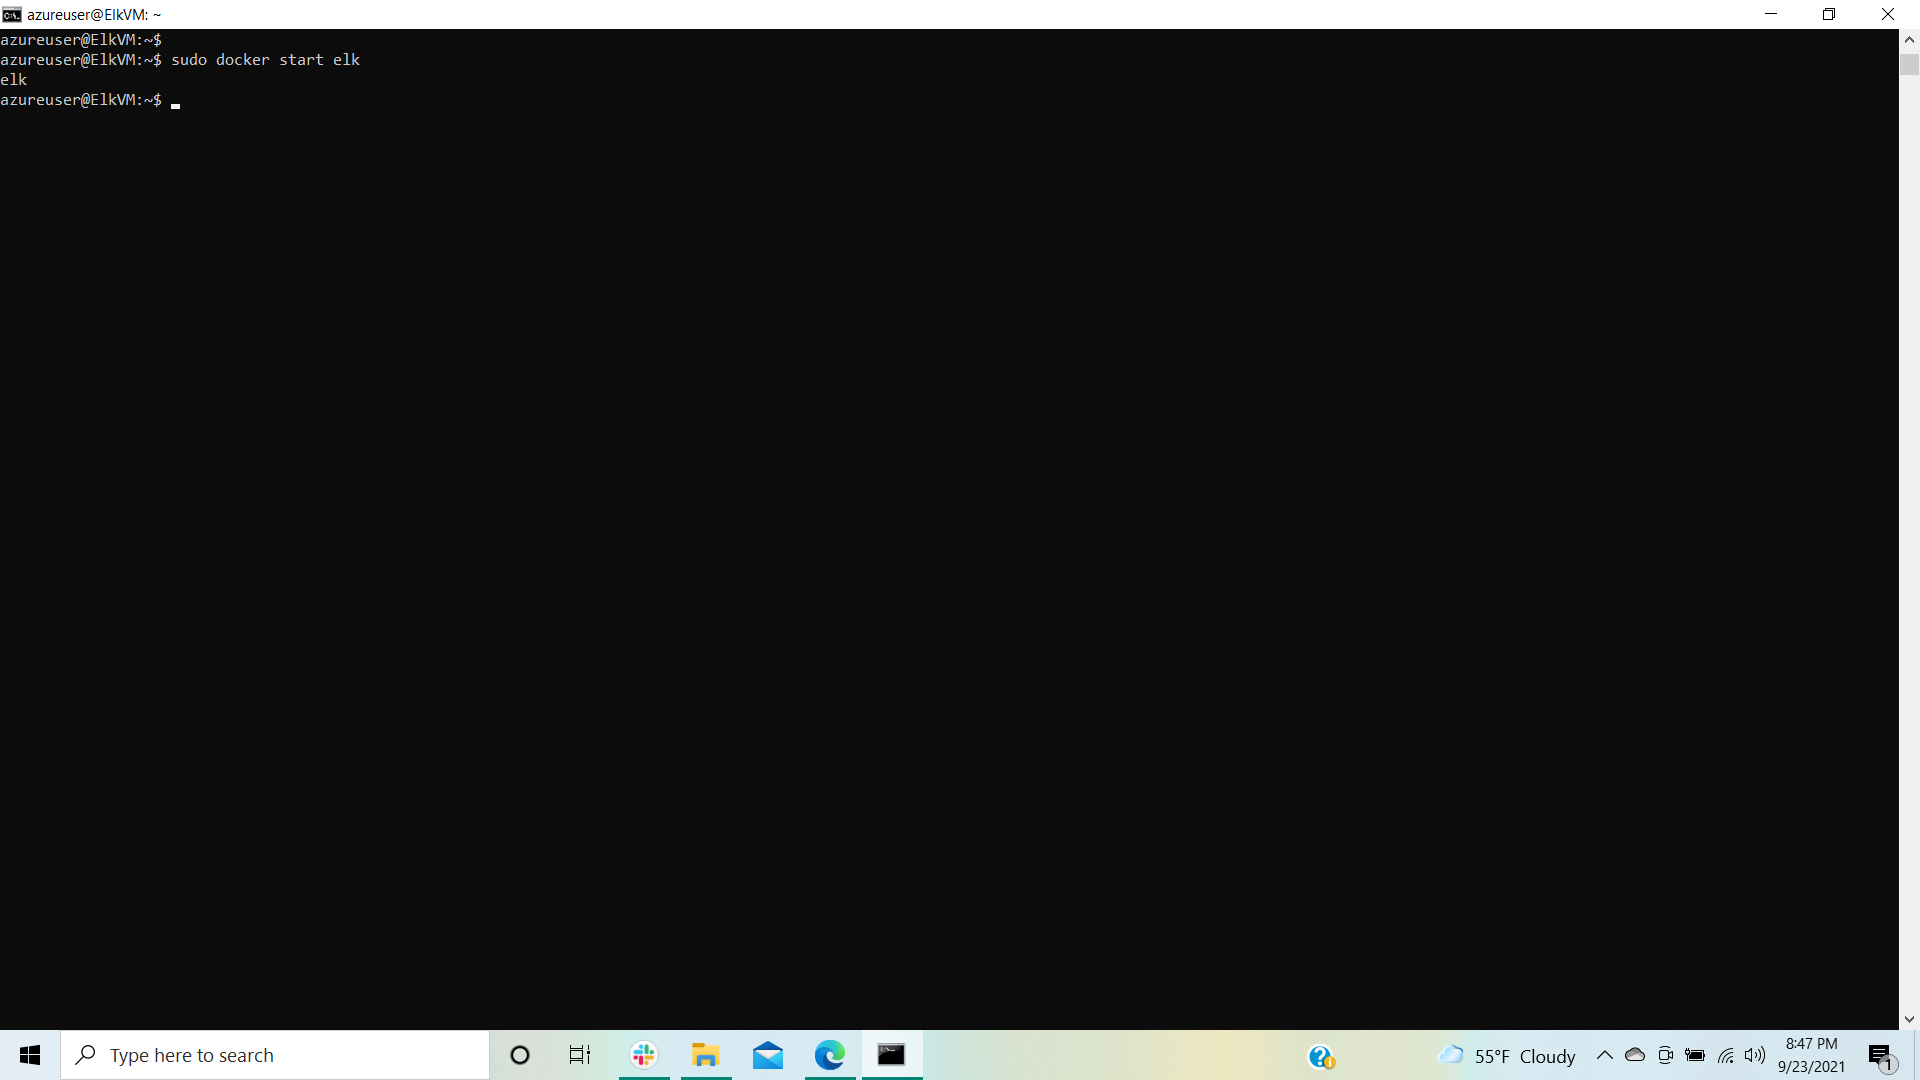 azureuser@ElkVM: ~
azureuser@ElkVM:~$
azureuser@ElkVM:~$ sudo docker start elk
elk
azureuser@ElkVM:~$
Type here to search
55°F Cloudy
8:47 PM
9/23/2021
1